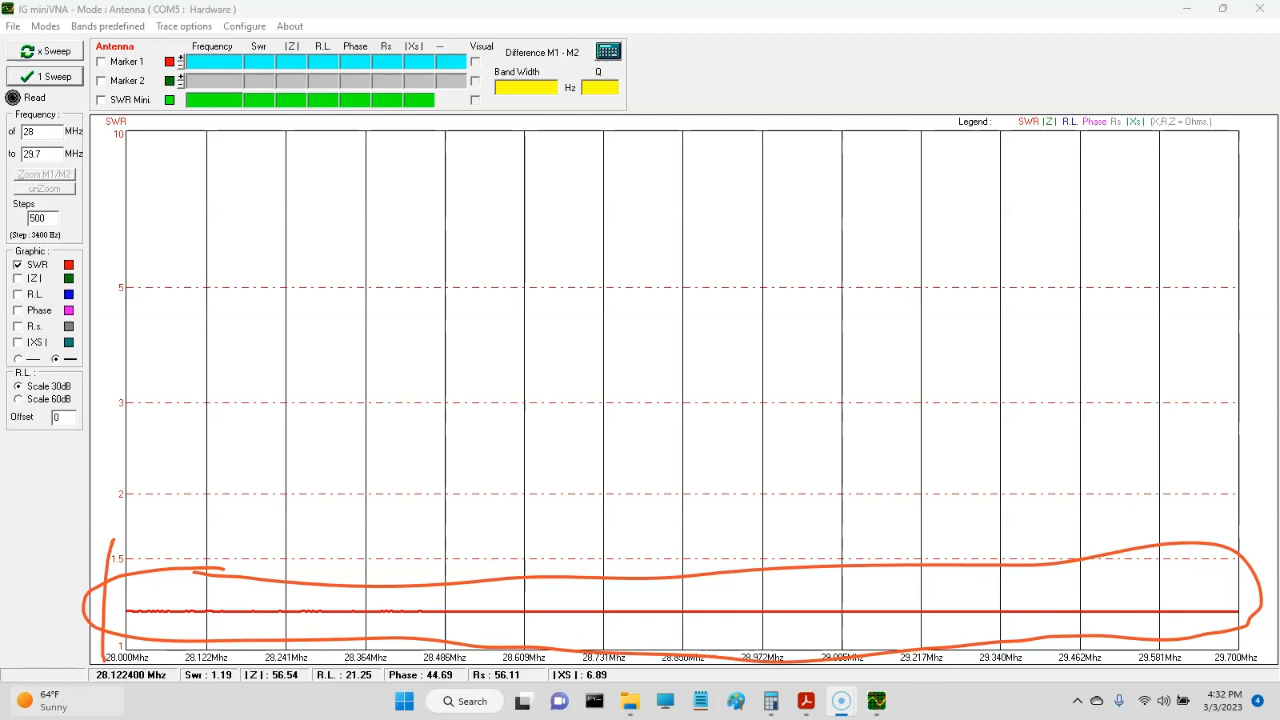 IG miniVNA - Mode : Antenna ( COM5 : Hardware )
File Modes Bands predefined Trace options Configure About
x Sweep
1 Sweep
Read
Antenna Frequency Swr |Z| R.L. Phase Rs |Xs| --- Visual
Marker 1
Marker 2
SWR Mini.
Difference M1 - M2
Band Width Q
Hz
Frequency :
of 28 MHz
to 29.7 MHz
Zoom M1/M2
unZoom
Steps
500
(Step : 3400 Hz)
Graphic :
SWR
|Z|
R.L.
Phase
R.s.
|XS|
R.L. :
Scale 30dB
Scale 60dB
Offset 0
SWR
Legend : SWR |Z| R.L Phase Rs |Xs| (X,R,Z = Ohms.)
10
5
3
2
1.5
1
28.000Mhz 28.122Mhz 28.241Mhz 28.364Mhz 28.486Mhz 28.609Mhz 28.731Mhz 28.972Mhz 29.217Mhz 29.340Mhz 29.462Mhz 29.581Mhz 29.700Mhz
28.122400 Mhz Swr : 1.19 |Z| : 56.54 R.L. : 21.25 Phase : 44.69 Rs : 56.11 |XS| : 6.89
64°F
Sunny
Search
4:32 PM
3/3/2023
4